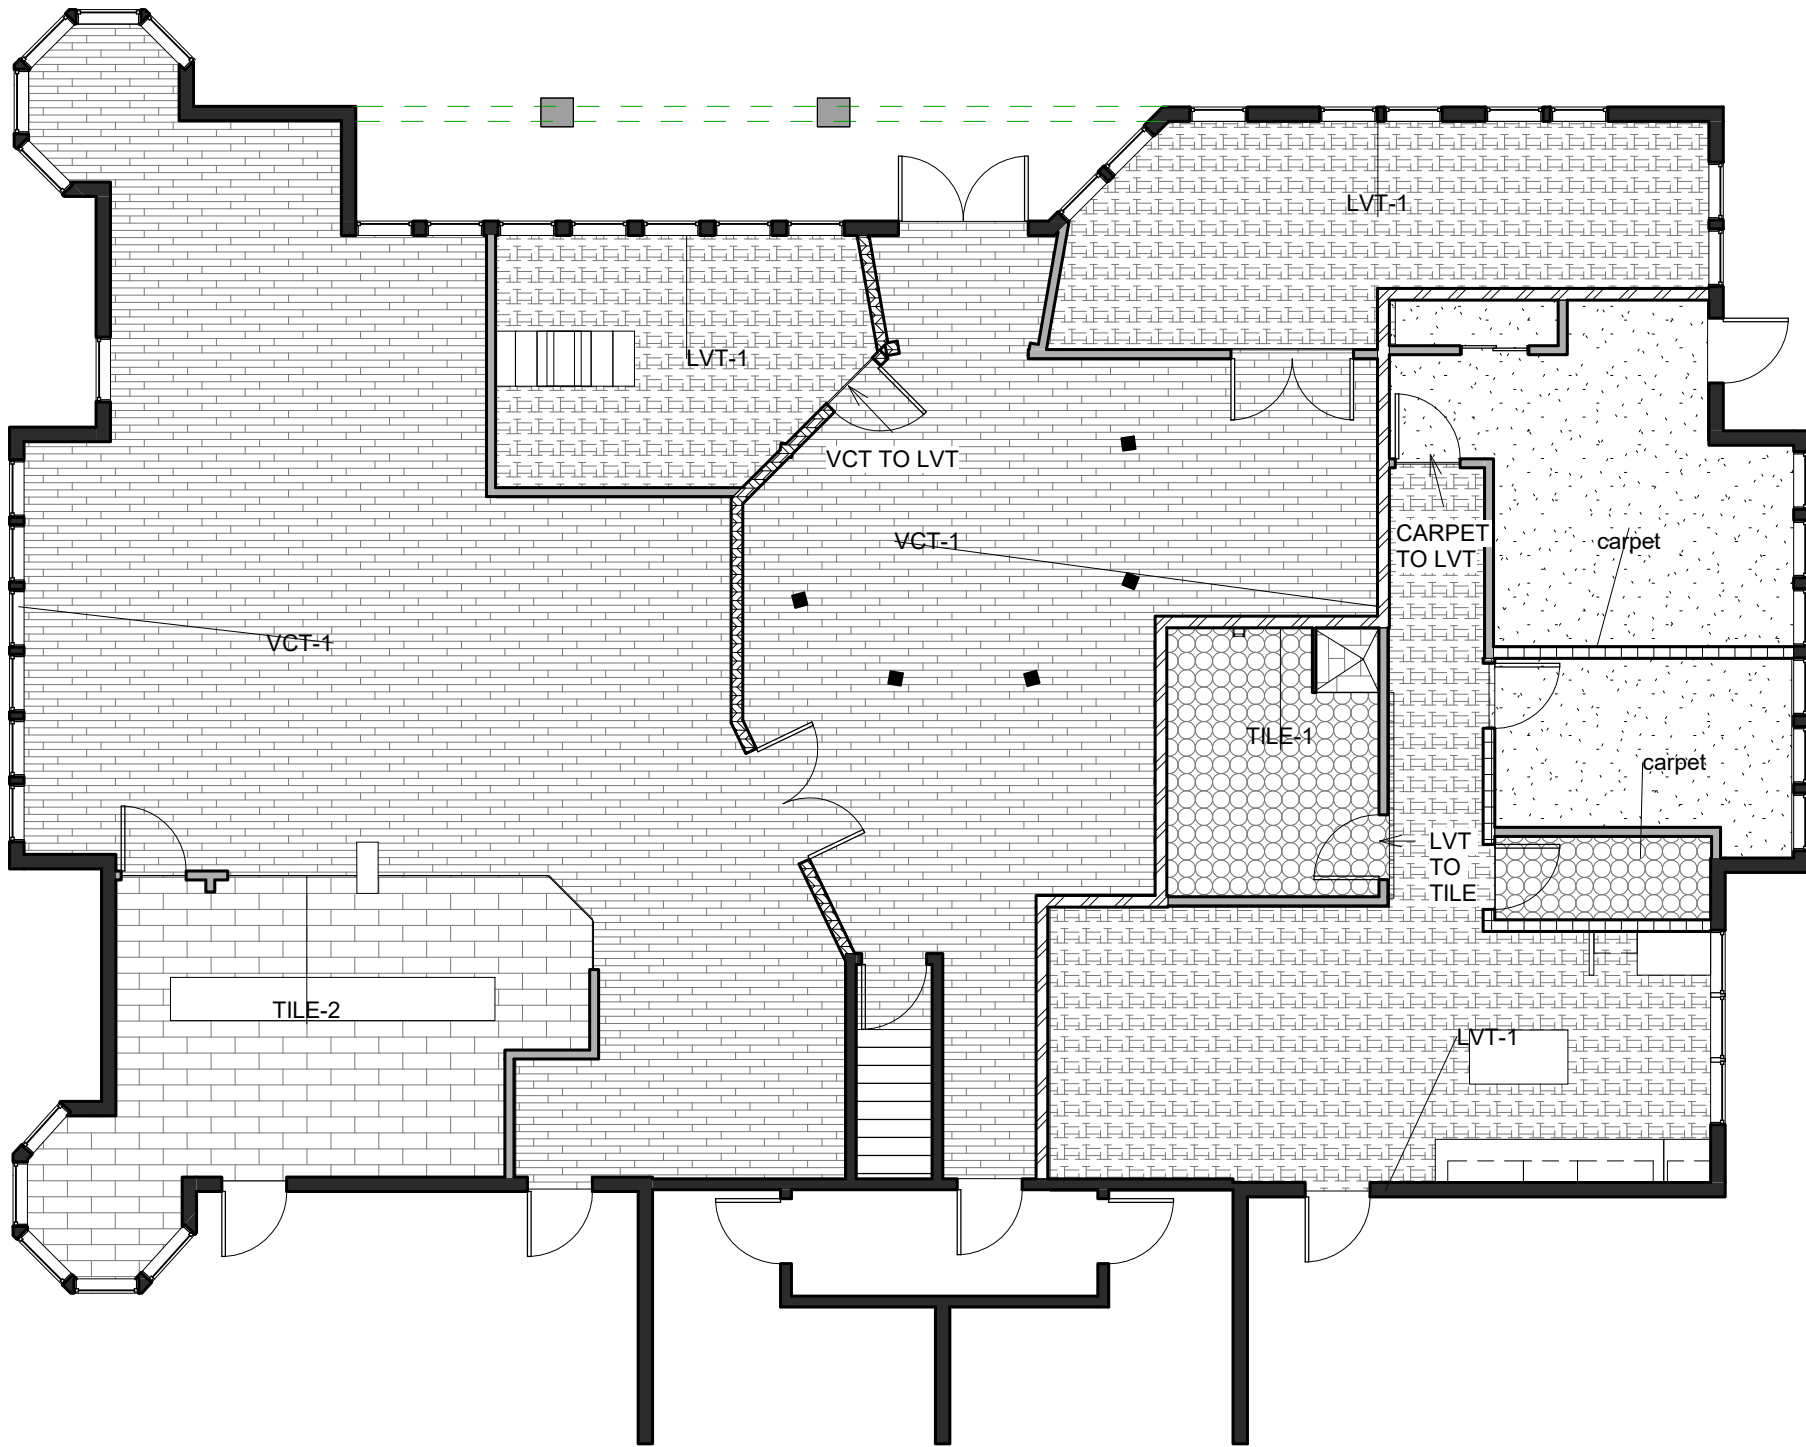 LVT-1
LVT-1
VCT TO LVT
VCT-1
CARPET
TO LVT
carpet
VCT-1
TILE-1
carpet
LVT
TO
TILE
TILE-2
LVT-1